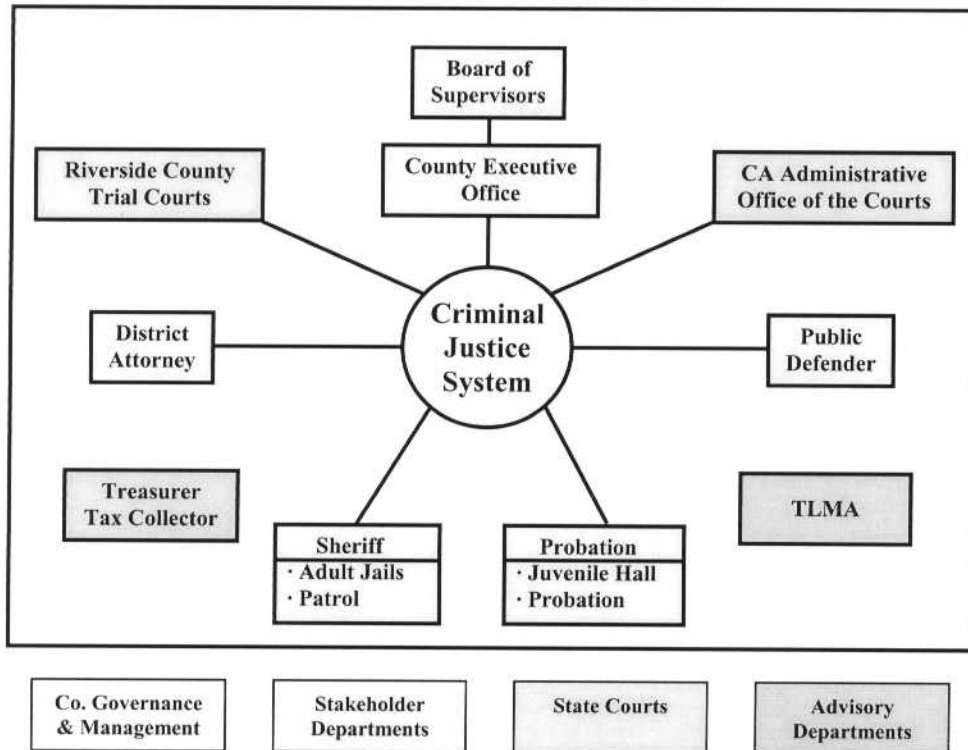 Board of
Supervisors
County Executive
Office
Riverside County
Trial Courts
CA Administrative
Office of the Courts
Criminal
Justice
System
District
Attorney
Public
Defender
Treasurer
Tax Collector
TLMA
Sheriff
· Adult Jails
· Patrol
Probation
· Juvenile Hall
· Probation
Co. Governance
& Management
Stakeholder
Departments
State Courts
Advisory
Departments